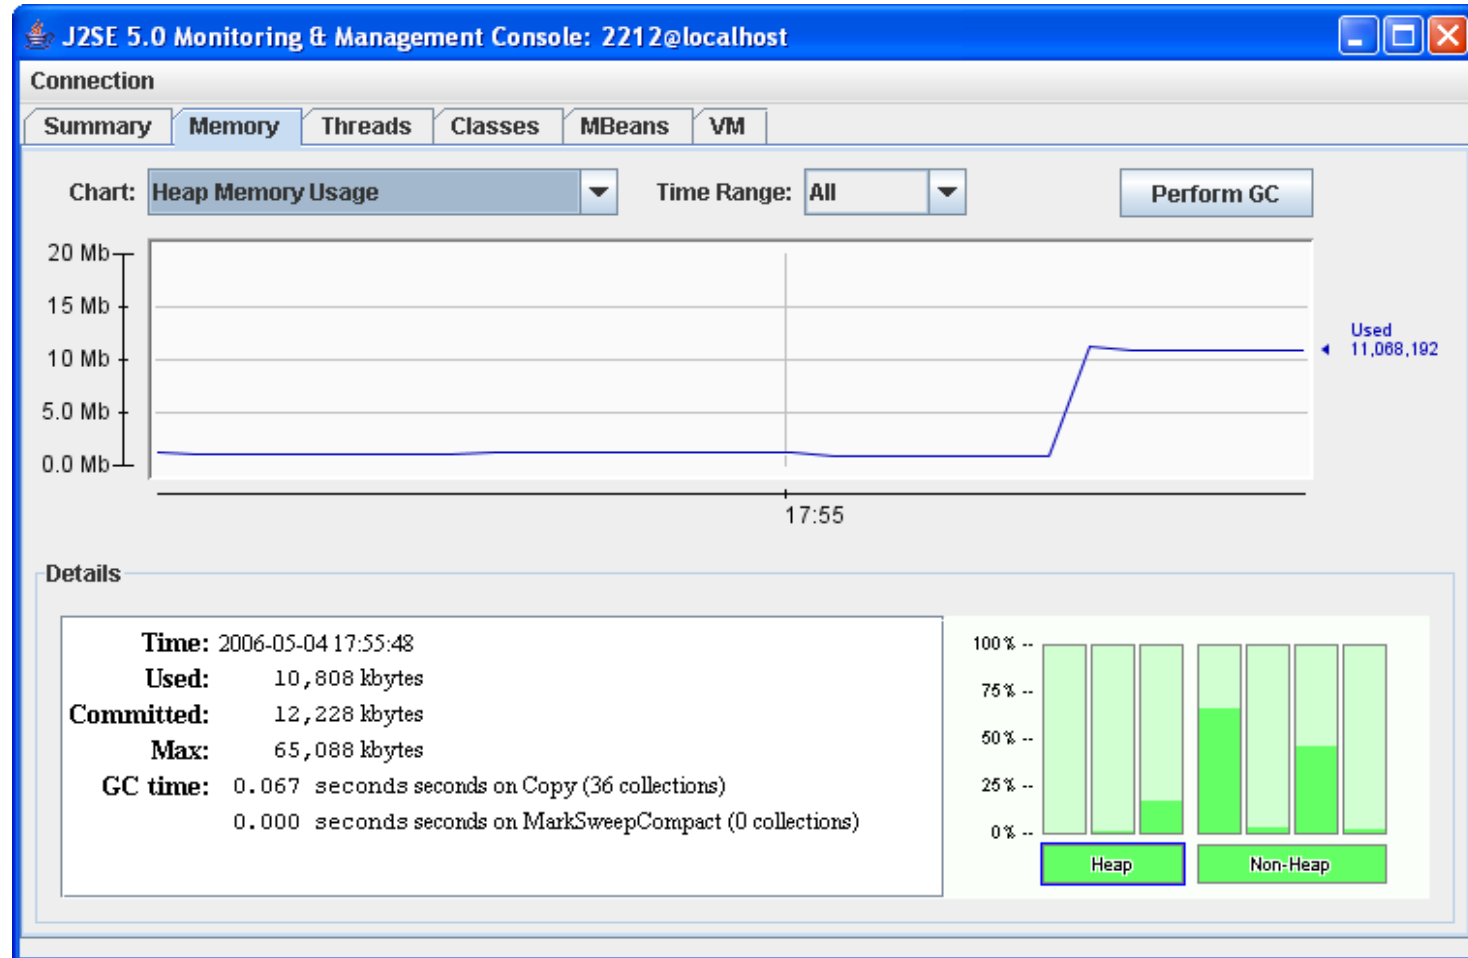 J2SE 5.0 Monitoring & Management Console: 2212@localhost
Connection
Summary Memory Threads Classes MBeans VM
Chart: Heap Memory Usage Time Range: All Perform GC
20 Mb
15 Mb
10 Mb
5.0 Mb
0.0 Mb
Used
11,068,192
17:55
Details
Time: 2006-05-04 17:55:48
Used: 10,808 kbytes
Committed: 12,228 kbytes
Max: 65,088 kbytes
GC time: 0.067 seconds seconds on Copy (36 collections)
0.000 seconds seconds on MarkSweepCompact (0 collections)
100% --
75% --
50% --
25% --
0% --
Heap Non-Heap